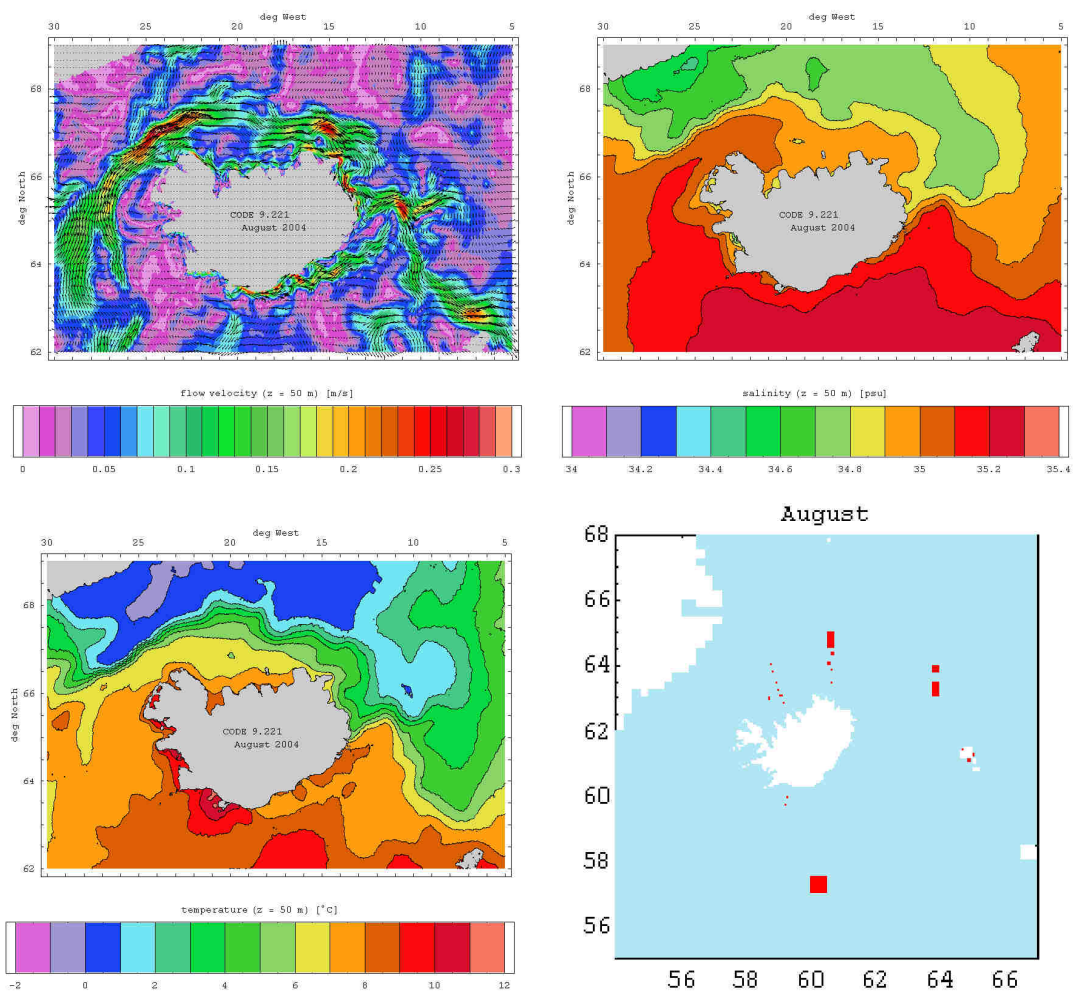 deg West
30 25 20 15 10 5
68
66
64
62
deg North
CODE 9.221
August 2004
flow velocity (z = 50 m) [m/s]
0 0.05 0.1 0.15 0.2 0.25 0.3
deg West
30 25 20 15 10 5
68
66
64
62
deg North
CODE 9.221
August 2004
salinity (z = 50 m) [psu]
34 34.2 34.4 34.6 34.8 35 35.2 35.4
deg West
30 25 20 15 10 5
68
66
64
62
deg North
CODE 9.221
August 2004
temperature (z = 50 m) [°C]
-2 0 2 4 6 8 10 12
August
68
66
64
62
60
58
56
56 58 60 62 64 66